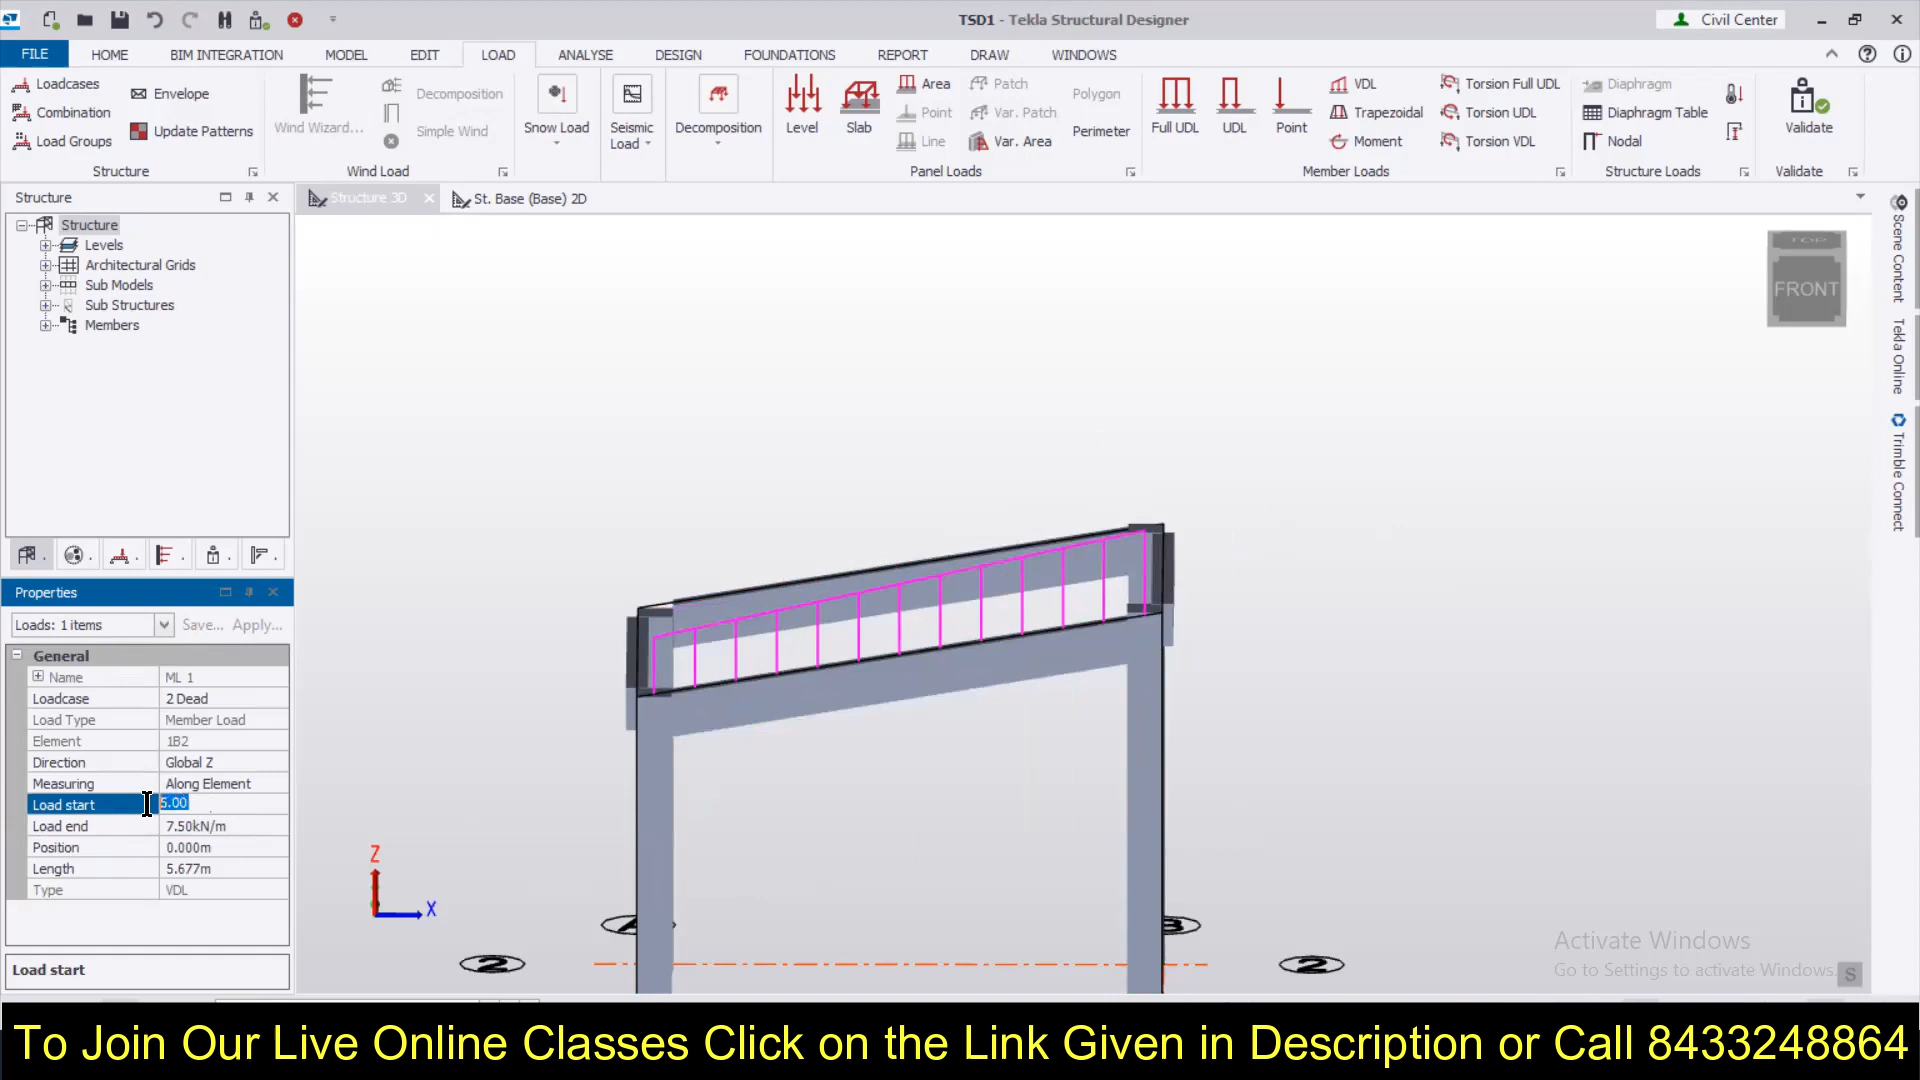 TSD1 - Tekla Structural Designer
Civil Center
FILE HOME BIM INTEGRATION MODEL EDIT LOAD ANALYSE DESIGN FOUNDATIONS REPORT DRAW WINDOWS
Loadcases
Combination
Load Groups
Envelope
Update Patterns
Structure
Wind Wizard...
Decomposition
Simple Wind
Wind Load
Snow Load
Seismic Load
Decomposition
Level
Slab
Area
Point
Line
Patch
Var. Patch
Var. Area
Polygon
Perimeter
Panel Loads
Full UDL
UDL
Point
VDL
Trapezoidal
Moment
Torsion Full UDL
Torsion UDL
Torsion VDL
Member Loads
Diaphragm
Diaphragm Table
Nodal
Structure Loads
Validate
Validate
Structure
Structure 3D
St. Base (Base) 2D
Structure
Levels
Architectural Grids
Sub Models
Sub Structures
Members
TOP
FRONT
Scene Content
Tekla Online
Trimble Connect
Properties
Loads: 1 items
Save... Apply...
General
Name ML 1
Loadcase 2 Dead
Load Type Member Load
Element 1B2
Direction Global Z
Measuring Along Element
Load start 5.00
Load end 7.50kN/m
Position 0.000m
Length 5.677m
Type VDL
Load start
Z
X
A
B
2
2
Activate Windows
Go to Settings to activate Windows.
S
To Join Our Live Online Classes Click on the Link Given in Description or Call 8433248864